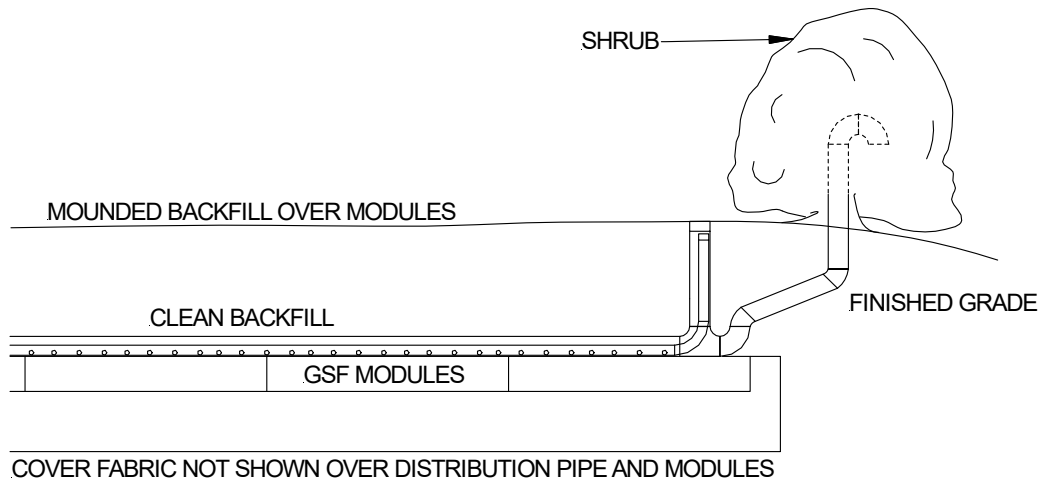 SHRUB
MOUNDED BACKFILL OVER MODULES
FINISHED GRADE
CLEAN BACKFILL
GSF MODULES
COVER FABRIC NOT SHOWN OVER DISTRIBUTION PIPE AND MODULES